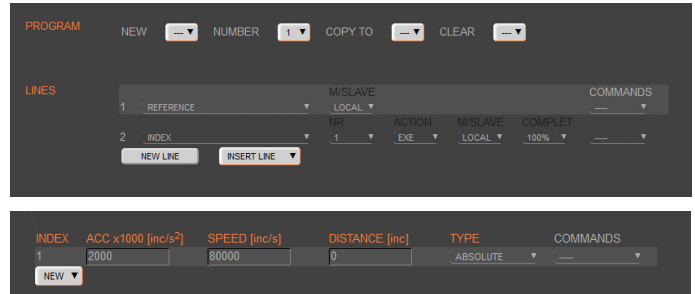 PROGRAM NEW --- NUMBER 1 COPY TO --- CLEAR ---
LINES M/SLAVE COMMANDS
1 REFERENCE LOCAL ----
NR ACTION M/SLAVE COMPLET
2 INDEX 1 EXE LOCAL 100% ----
NEW LINE INSERT LINE
INDEX ACC x1000 [inc/s²] SPEED [inc/s] DISTANCE [inc] TYPE COMMANDS
1 2000 80000 0 ABSOLUTE ----
NEW